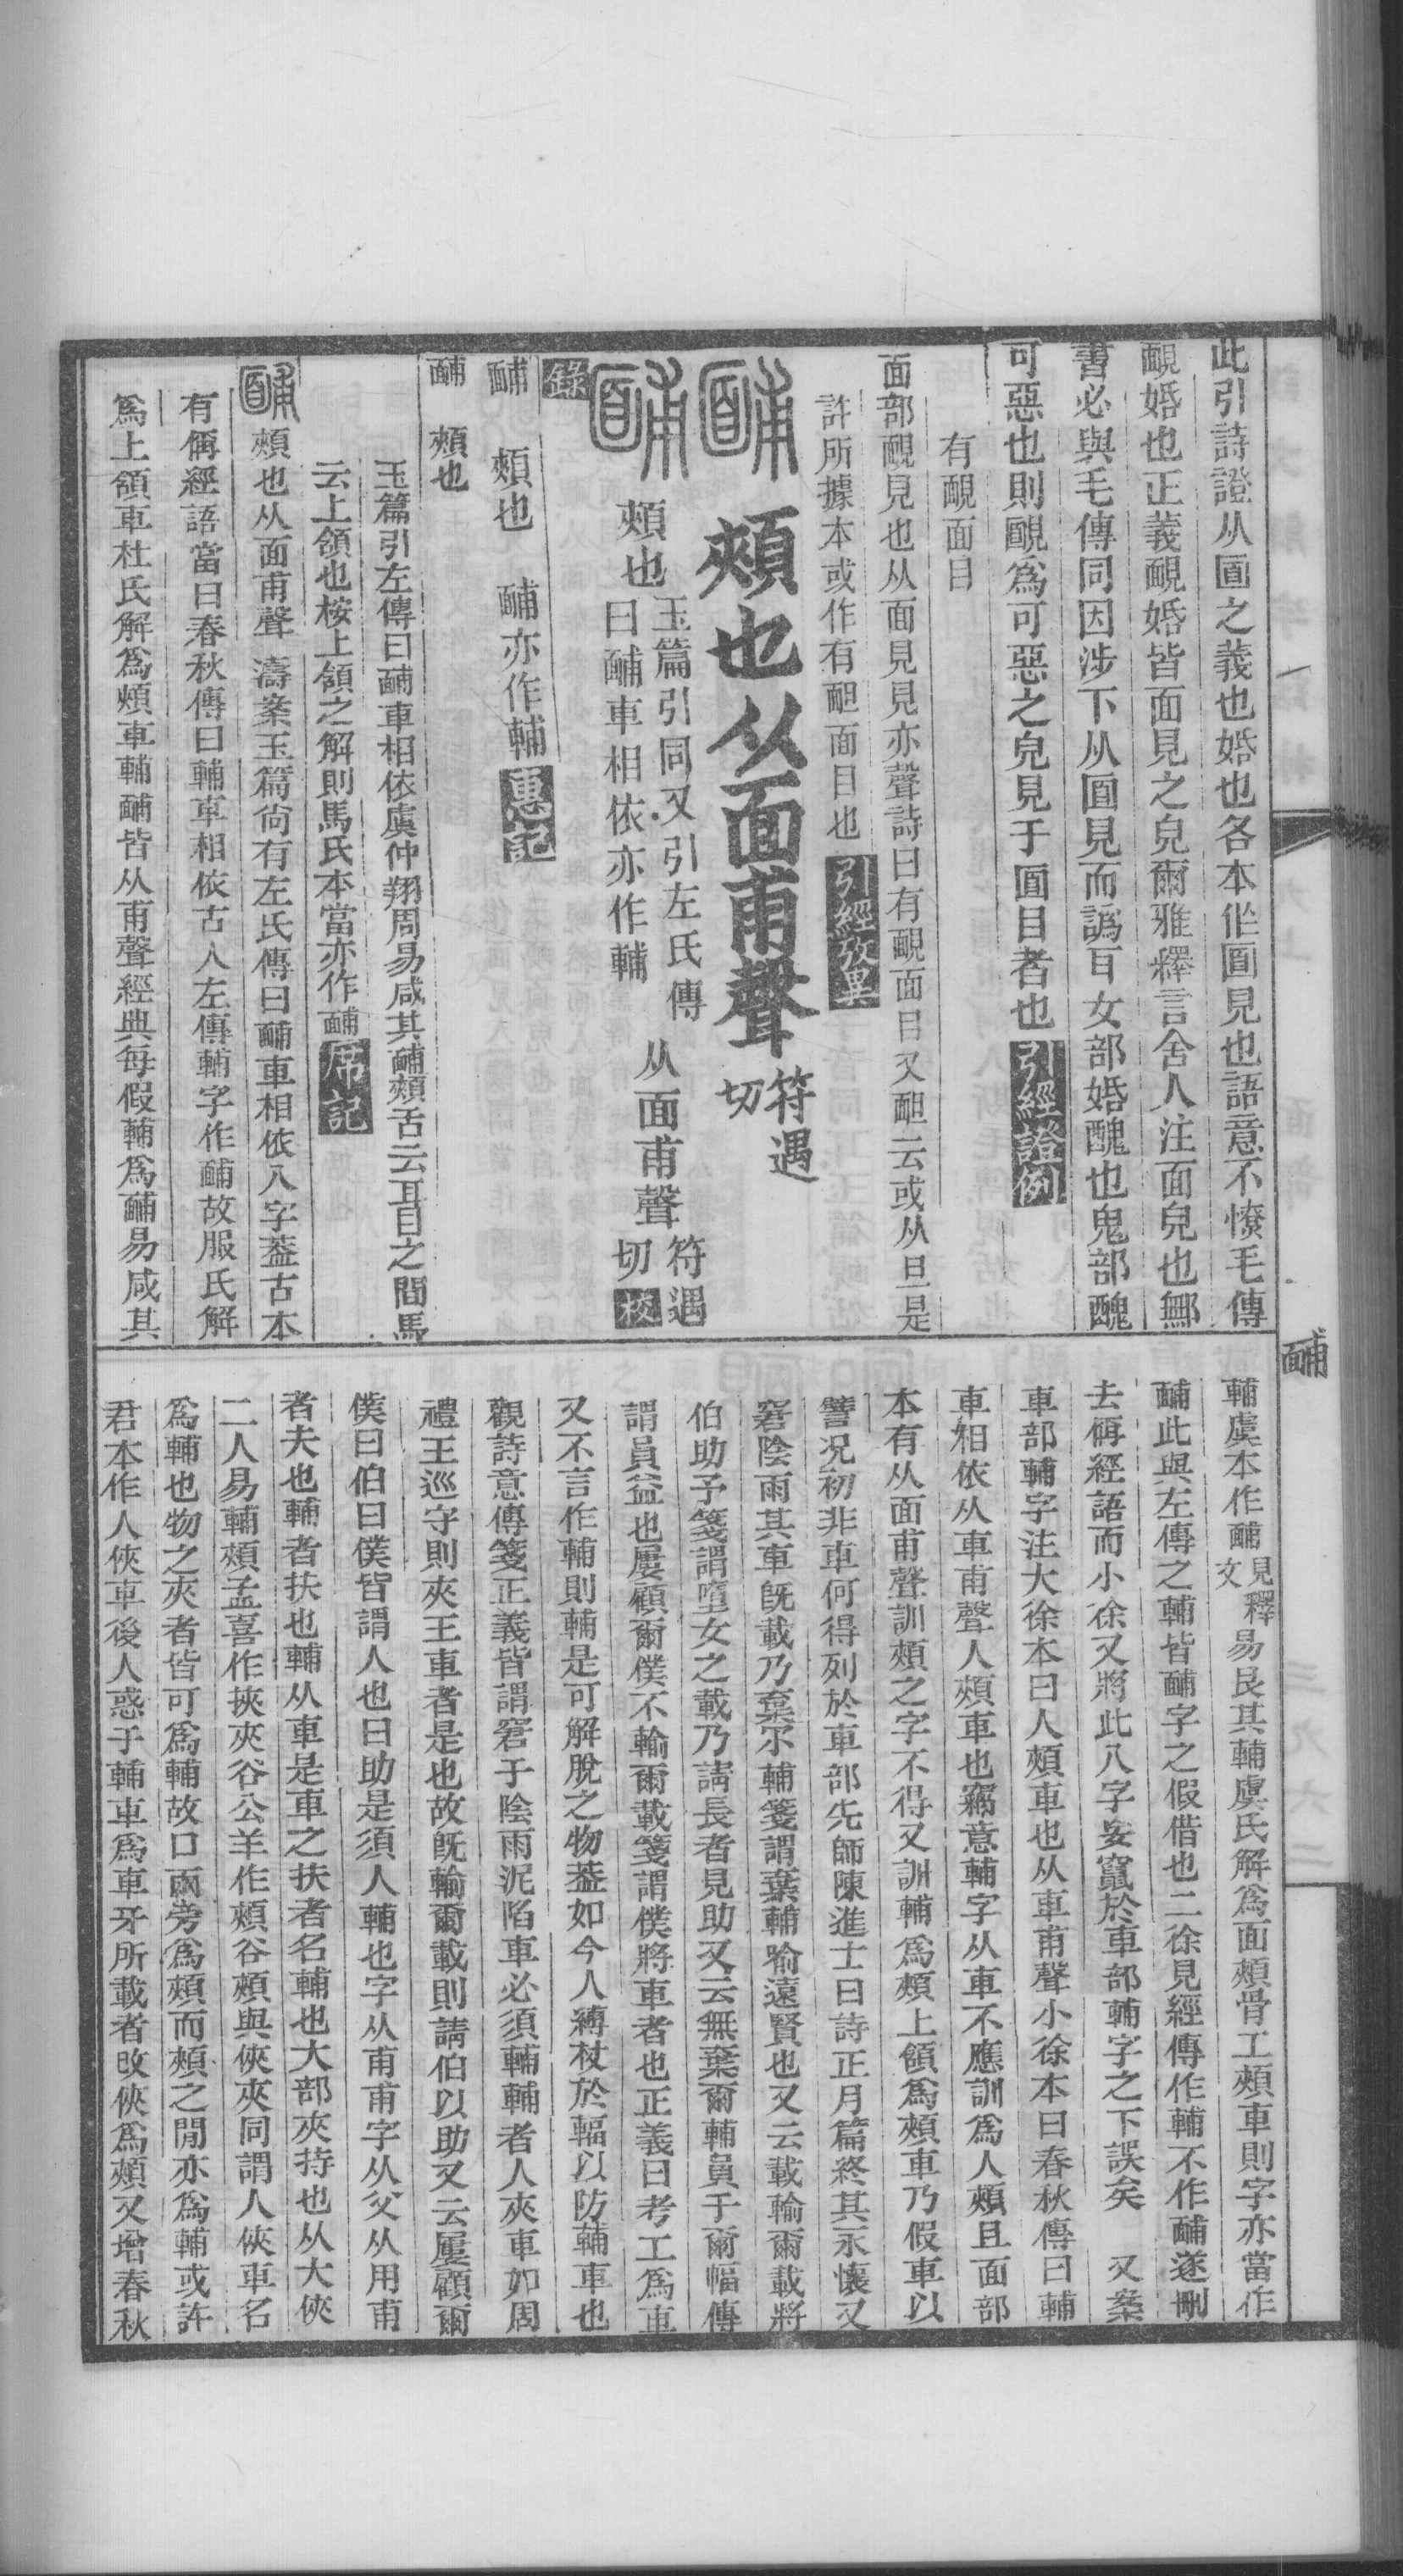 此引詩證从圓之義也婚也各本作圓見也語意不憭毛傳
靦婚也正義靦婚皆面見之皃爾雅釋言舍人注面皃也鄭
書必與毛傳同因涉下从圓見而譌百女部婚醜也鬼部醜
可惡也則靦爲可惡之皃見于圓目者也引經證例
有靦面目
面部靦見也从面見見亦聲詩曰有靦面目又䩄云或从旦是
許所據本或作有䩄面目也引經攷異
頰也从面甫聲符遇切
頰也玉篇引同又引左氏傳曰䩉車相依亦作輔从面甫聲符遇切校
錄
䩉 頰也 䩉亦作輔惠記
䩉 頰也
玉篇引左傳曰䩉車相依虞仲翔周易咸其䩉頰舌云耳目之閒馬
云上頷也桉上頷之解則馬氏本當亦作䩉席記
䩉頰也从面甫聲 濤案玉篇尙有左氏傳曰䩉車相依八字葢古本
有偁經語當曰春秋傳曰輔車相依古人左傳輔字作䩉故服氏解
爲上頷車杜氏解爲頰車輔䩉皆从甫聲經典每假輔爲䩉易咸其
䩉
輔虞本作䩉見釋文易艮其輔虞氏解爲面頰骨工頰車則字亦當作
䩉此與左傳之輔皆䩉字之假借也二徐見經傳作輔不作䩉遂刪
去稱經語而小徐又將此八字妄竄於車部輔字之下誤矣 又案
車部輔字注大徐本曰人頰車也从車甫聲小徐本曰春秋傳曰輔
車相依从車甫聲人頰車也竊意輔字从車不應訓爲人頰且面部
本有从面甫聲訓頰之字不得又訓輔爲頰上頷爲頰車乃假車以
譬況初非車何得列於車部先師陳進士曰詩正月篇終其永懷又
窘陰雨其車旣載乃棄尔輔箋謂棄輔喻遠賢也又云載輸爾載將
伯助予箋謂墮女之載乃請長者見助又云無棄爾輔員于爾幅傳
謂員益也屢顧爾僕不輸爾載箋謂僕將車者也正義曰考工爲車
又不言作輔則輔是可解脫之物葢如今人縛杖於輻以防輔車也
觀詩意傳箋正義皆謂窘于陰雨泥陷車必須輔輔者人夾車如周
禮王巡守則夾王車者是也故旣輸爾載則請伯以助又云屢顧爾
僕曰伯曰僕皆謂人也曰助是須人輔也字从甫甫字从父从用甫
者夫也輔者扶也輔从車是車之扶者名輔也大部夾持也从大俠
二人易輔頰孟喜作挾夾谷公羊作頰谷頰與俠夾同謂人俠車名
爲輔也物之夾者皆可爲輔故口兩旁爲頰而頰之閒亦爲輔或許
君本作人俠車後人惑于輔車爲車牙所載者改俠爲頰又增春秋